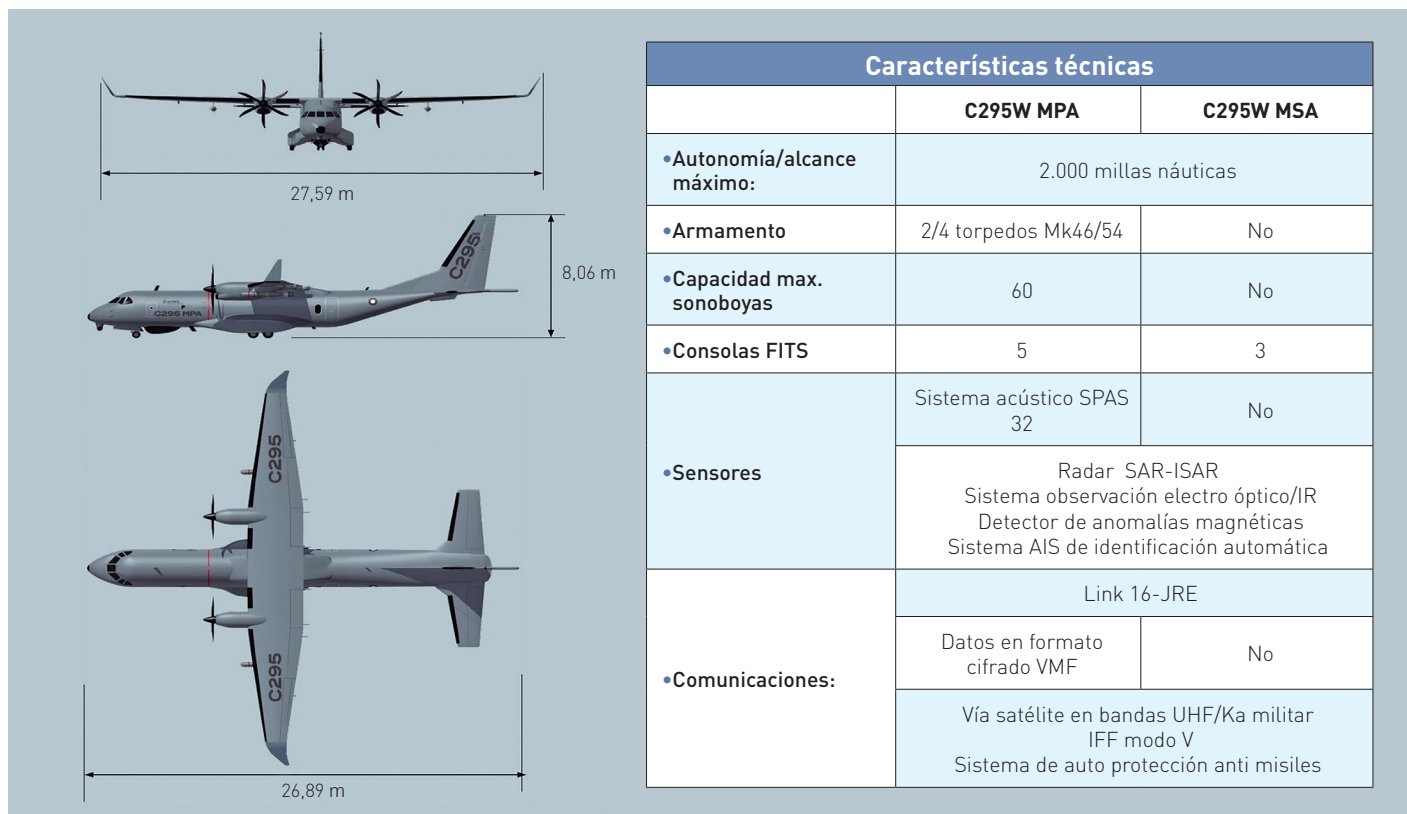 27,59 m
C295
8,06 m
C295 MPA
C295
C295
26,89 m
Características técnicas
C295W MPA
C295W MSA
•Autonomía/alcance
máximo:
2.000 millas náuticas
•Armamento
2/4 torpedos Mk46/54
No
•Capacidad max.
sonoboyas
60
No
•Consolas FITS
5
3
•Sensores
Sistema acústico SPAS
32
No
Radar SAR-ISAR
Sistema observación electro óptico/IR
Detector de anomalías magnéticas
Sistema AIS de identificación automática
•Comunicaciones:
Link 16-JRE
Datos en formato
cifrado VMF
No
Vía satélite en bandas UHF/Ka militar
IFF modo V
Sistema de auto protección anti misiles